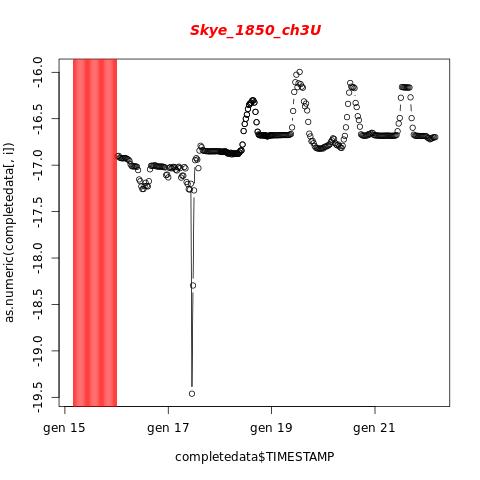 Skye_1850_ch3U
as.numeric(completedata[, i])
-16.0
-16.5
-17.0
-17.5
-18.0
-18.5
-19.0
-19.5
gen 15 gen 17 gen 19 gen 21
completedata$TIMESTAMP